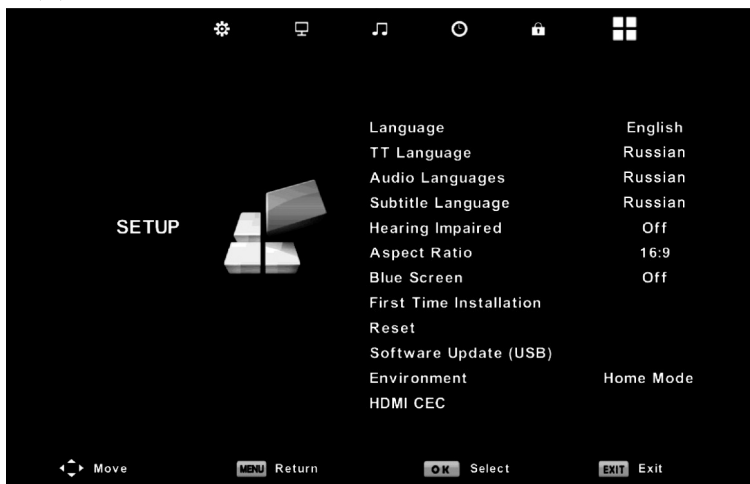 Language English
TT Language Russian
Audio Languages Russian
SETUP
Subtitle Language Russian
Hearing Impaired Off
Aspect Ratio 16:9
Blue Screen Off
First Time Installation
Reset
Software Update (USB)
Environment Home Mode
HDMI CEC
Move MENU Return OK Select EXIT Exit